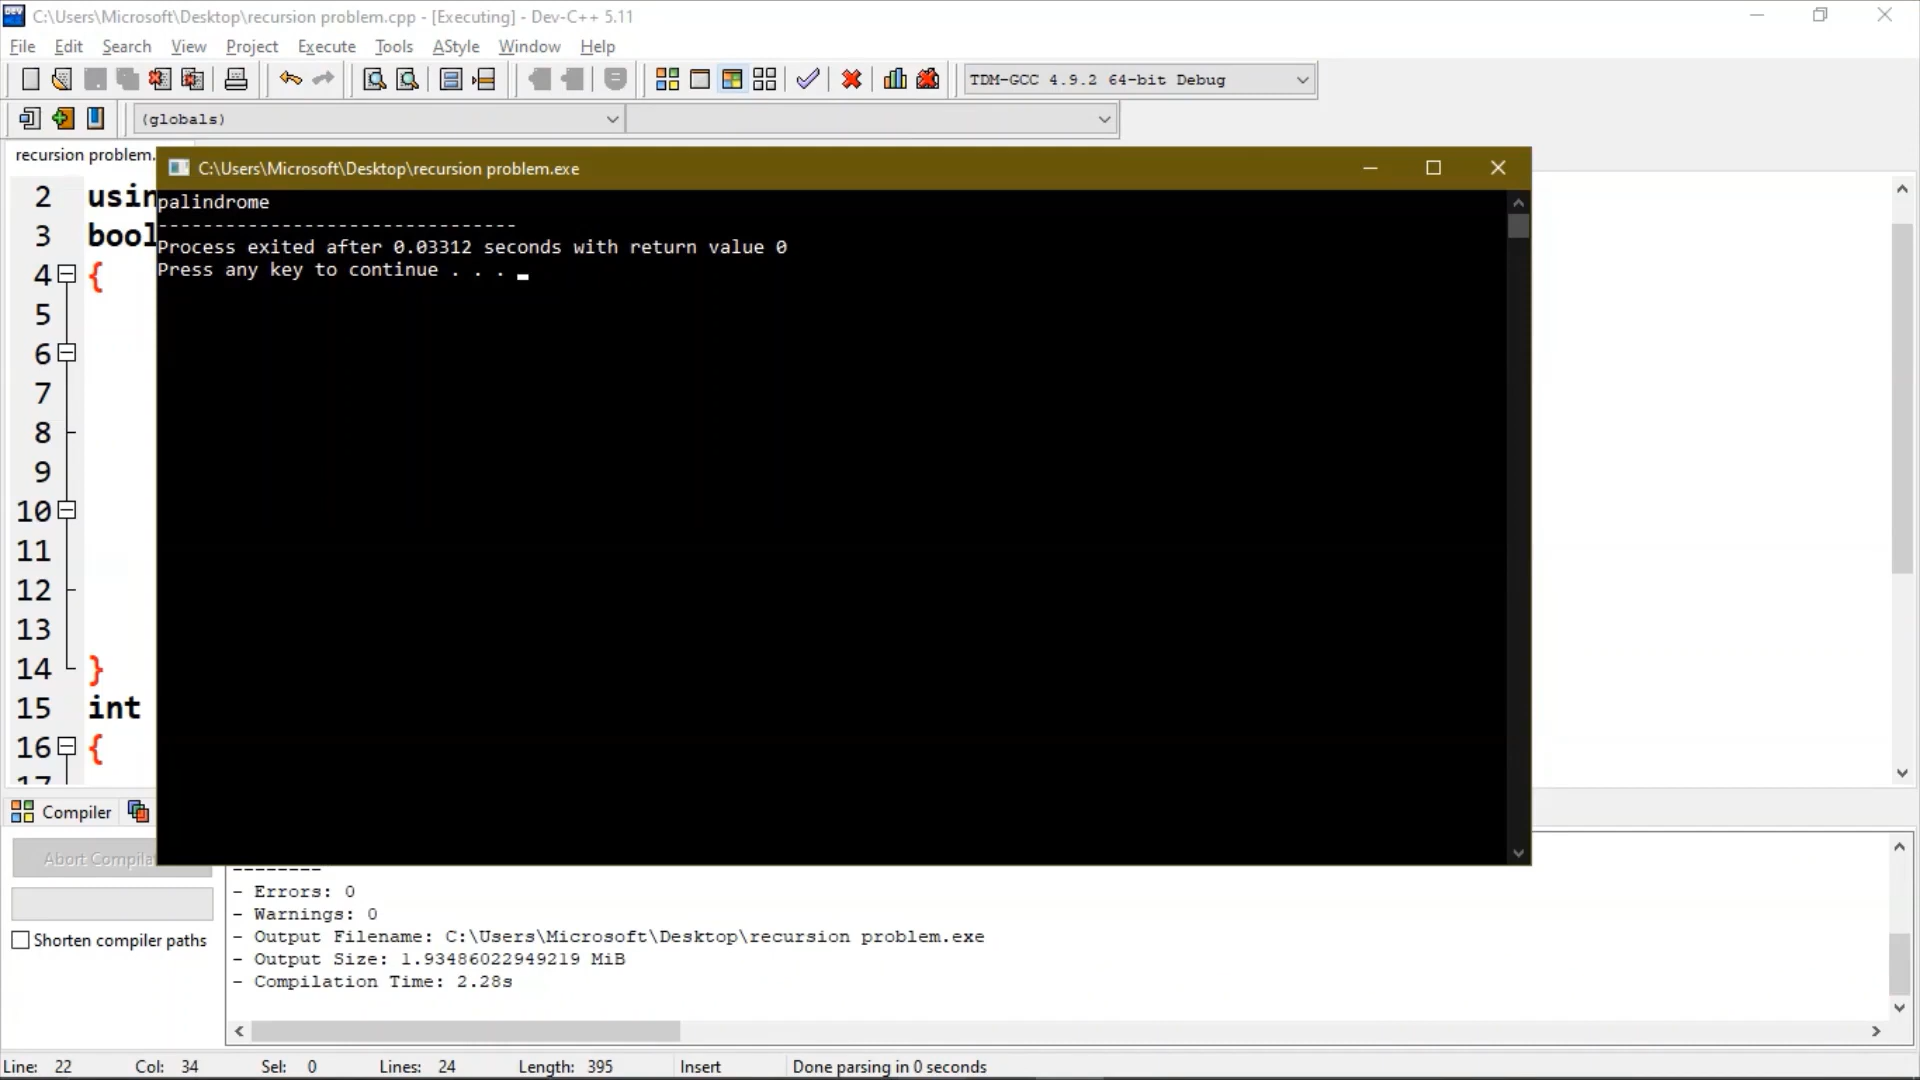 C:\Users\Microsoft\Desktop\recursion problem.cpp - [Executing] - Dev-C++ 5.11
File Edit Search View Project Execute Tools AStyle Window Help
TDM-GCC 4.9.2 64-bit Debug
(globals)
recursion problem.
C:\Users\Microsoft\Desktop\recursion problem.exe
palindrome
--------------------------------
Process exited after 0.03312 seconds with return value 0
Press any key to continue . . .
2 usin
3 bool
4 {
5
6
7
8
9
10
11
12
13
14 }
15 int
16 {
17
Compiler
Abort Compila
Shorten compiler paths
--------
- Errors: 0
- Warnings: 0
- Output Filename: C:\Users\Microsoft\Desktop\recursion problem.exe
- Output Size: 1.93486022949219 MiB
- Compilation Time: 2.28s
Line: 22 Col: 34 Sel: 0 Lines: 24 Length: 395 Insert Done parsing in 0 seconds